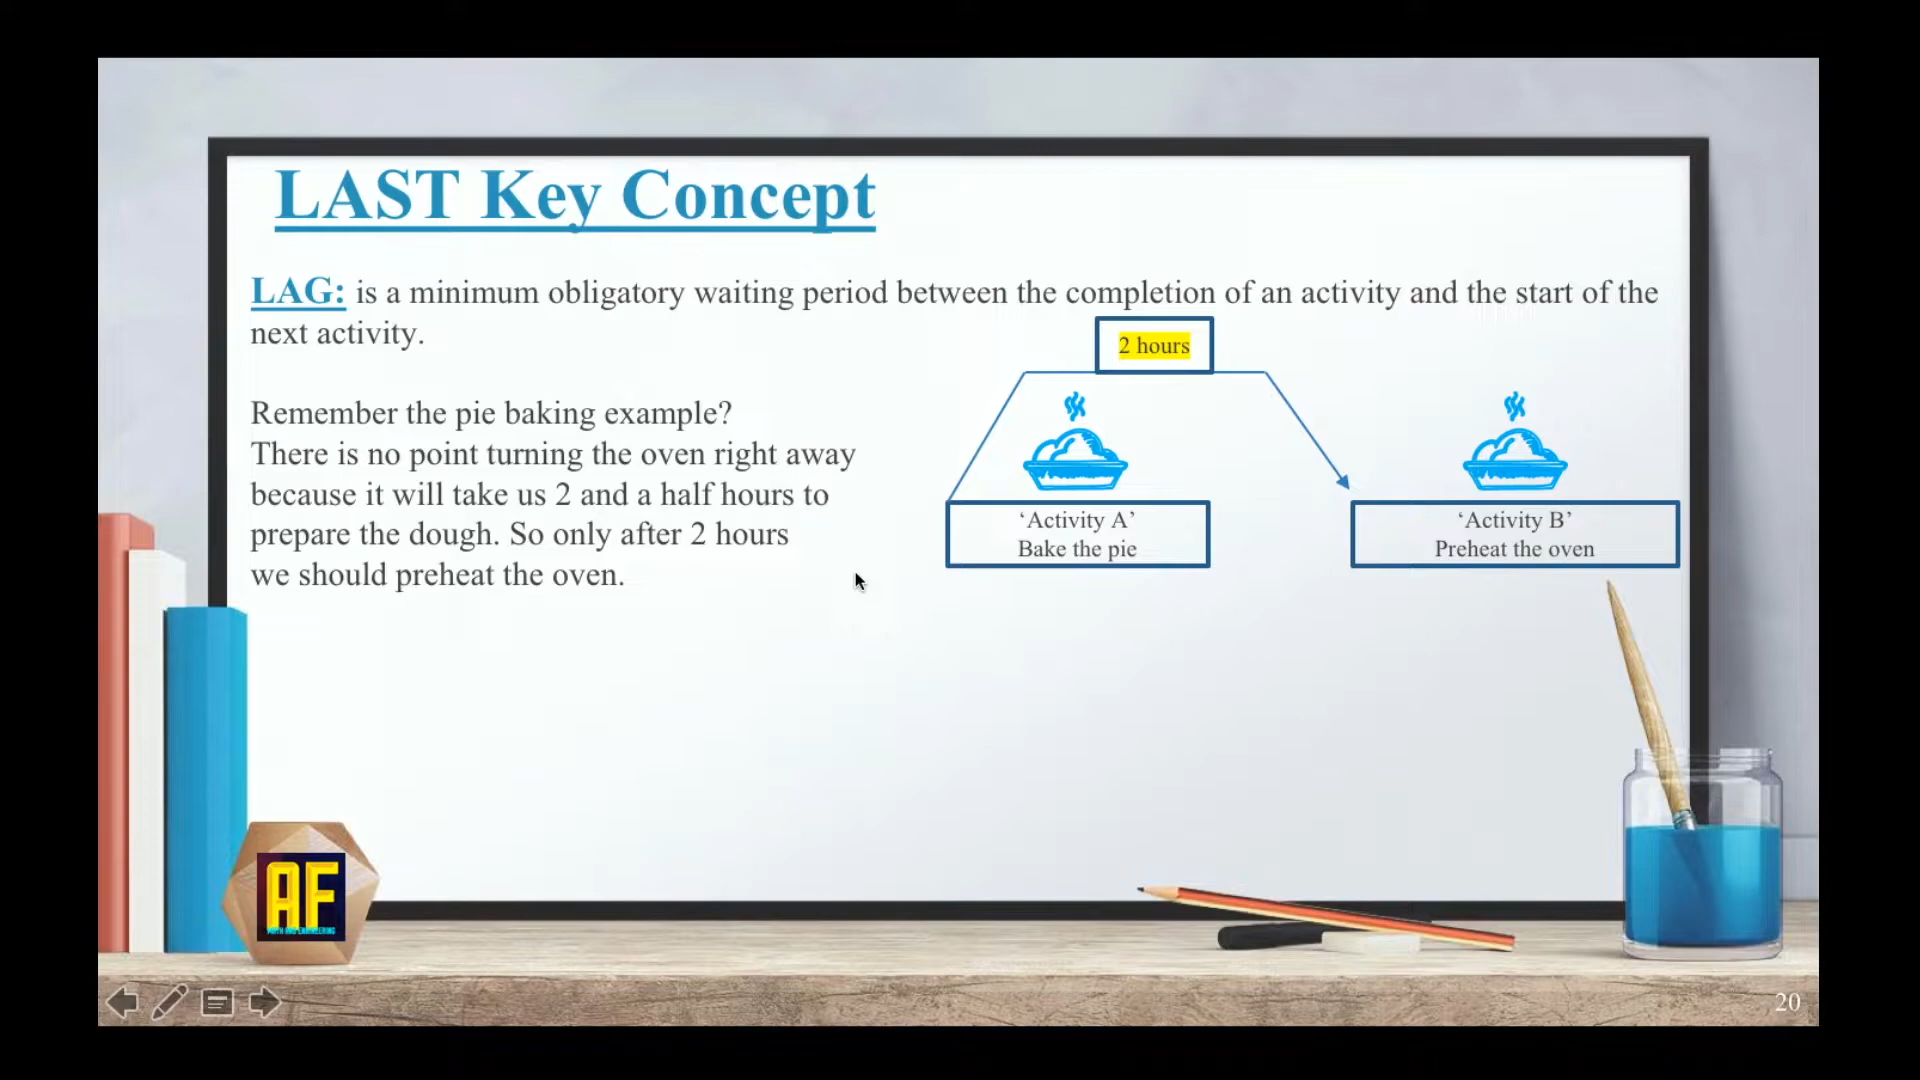 LAST Key Concept
LAG: is a minimum obligatory waiting period between the completion of an activity and the start of the
next activity.
2 hours
Remember the pie baking example?
There is no point turning the oven right away
because it will take us 2 and a half hours to
prepare the dough. So only after 2 hours
we should preheat the oven.
‘Activity A’
Bake the pie
‘Activity B’
Preheat the oven
AF
MATH AND ENGINEERING
20